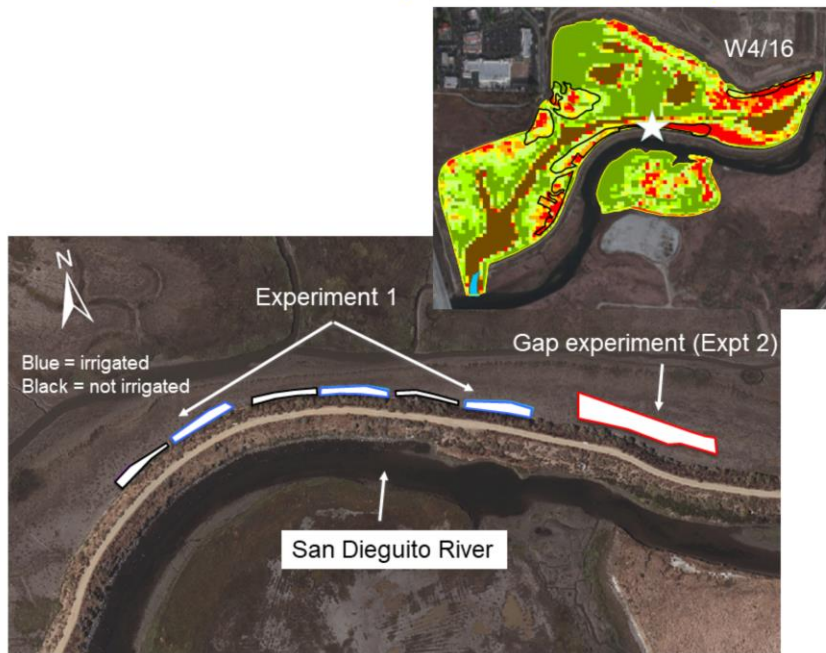 W4/16
N
Experiment 1
Blue = irrigated
Black = not irrigated
Gap experiment (Expt 2)
San Dieguito River